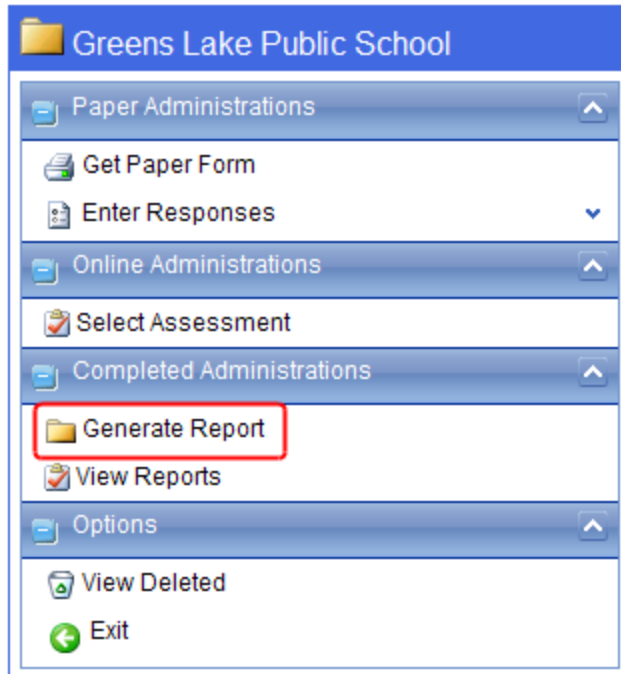 Greens Lake Public School
Paper Administrations
Get Paper Form
Enter Responses
Online Administrations
Select Assessment
Completed Administrations
Generate Report
View Reports
Options
View Deleted
Exit